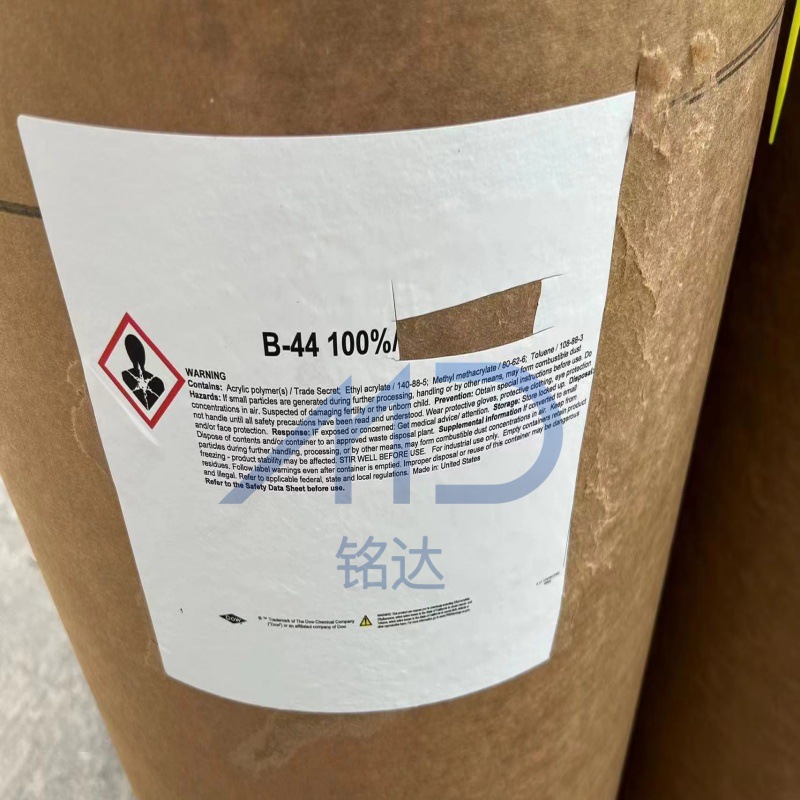 B-44 100%/
WARNING
Contains: Acrylic polymer(s) / Trade Secret; Ethyl acrylate / 140-88-5; Methyl methacrylate / 80-62-6; Toluene / 108-88-3
Hazards: If small particles are generated during further processing, handling or by other means, may form combustible dust
concentrations in air. Suspected of damaging fertility or the unborn child. Prevention: Obtain special instructions before use. Do
not handle until all safety precautions have been read and understood. Wear protective gloves, protective clothing, eye protection
and/or face protection. Response: IF exposed or concerned: Get medical advice/ attention. Storage: Store locked up. Disposal:
Dispose of contents and/or container to an approved waste disposal plant. Supplemental information If converted to small
particles during further handling, processing, or by other means, may form combustible dust concentrations in air. Keep from
freezing - product stability may be affected. STIR WELL BEFORE USE. For industrial use only. Empty containers retain product
residues. Follow label warnings even after container is emptied. Improper disposal or reuse of this container may be dangerous
and illegal. Refer to applicable federal, state and local regulations. Made in: United States
Refer to the Safety Data Sheet before use.
MD
铭达
DOW
®™ Trademark of The Dow Chemical Company
("Dow") or an affiliated company of Dow